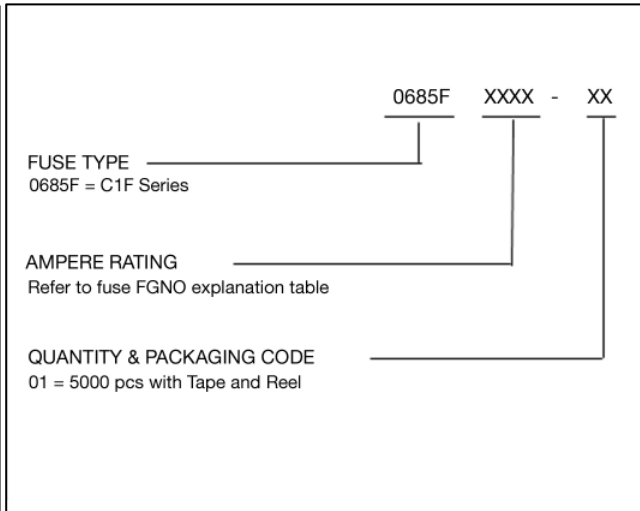 0685F XXXX - XX
FUSE TYPE
0685F = C1F Series
AMPERE RATING
Refer to fuse FGNO explanation table
QUANTITY & PACKAGING CODE
01 = 5000 pcs with Tape and Reel